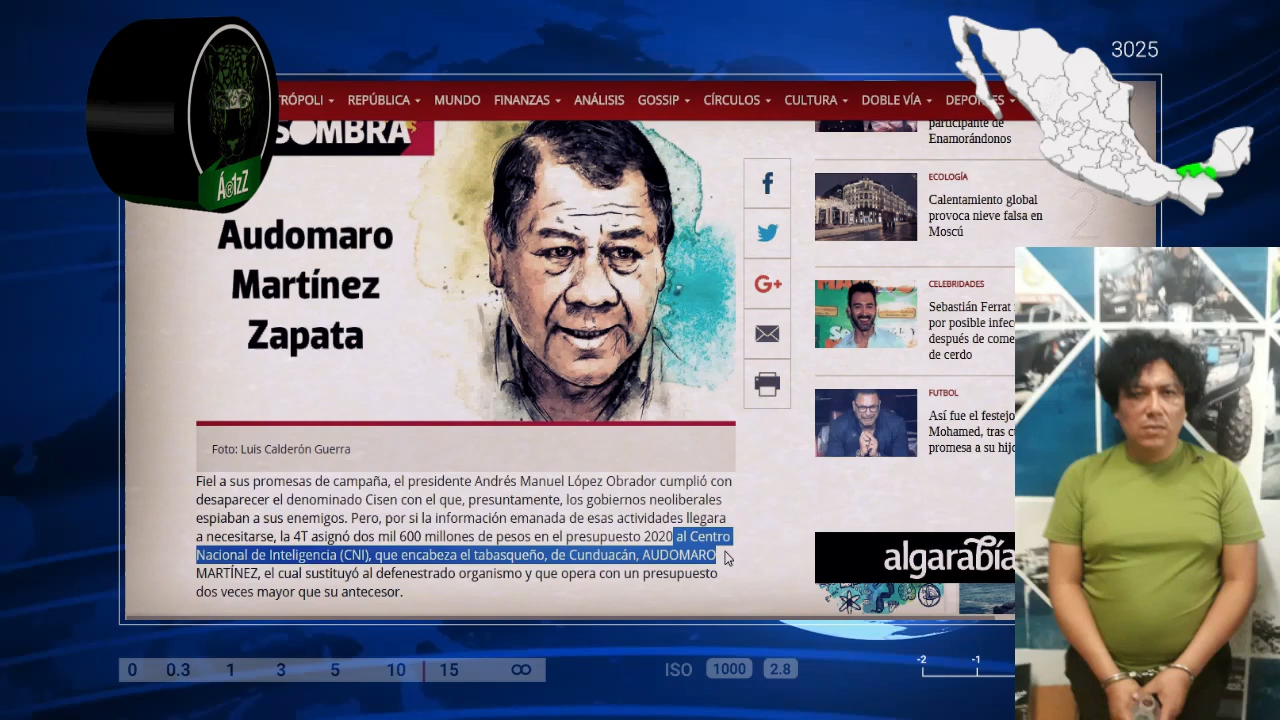 3025
TRÓPOLI
REPÚBLICA
MUNDO
FINANZAS
ANÁLISIS
GOSSIP
CÍRCULOS
CULTURA
DOBLE VÍA
SOMBRAS
participante de
Enamorándonos
Á®1zZ
ECOLOGÍA
Calentamiento global
provoca nieve falsa en
Moscú
2
Audomaro
Martínez
Zapata
CELEBRIDADES
Sebastián Ferrat
por posible infec
después de come
de cerdo
FUTBOL
Así fue el festejo
Mohamed, tras c
promesa a su hijo
Foto: Luis Calderón Guerra
Fiel a sus promesas de campaña, el presidente Andrés Manuel López Obrador cumplió con
desaparecer el denominado Cisen con el que, presuntamente, los gobiernos neoliberales
espiaban a sus enemigos. Pero, por si la información emanada de esas actividades llegara
a necesitarse, la 4T asignó dos mil 600 millones de pesos en el presupuesto 2020 al Centro
Nacional de Inteligencia (CNI), que encabeza el tabasqueño, de Cunduacán, AUDOMARO
MARTÍNEZ, el cual sustituyó al defenestrado organismo y que opera con un presupuesto
dos veces mayor que su antecesor.
algarabía
0 0.3 1 3 5 10 15 ∞
ISO 1000 2.8
-2 -1